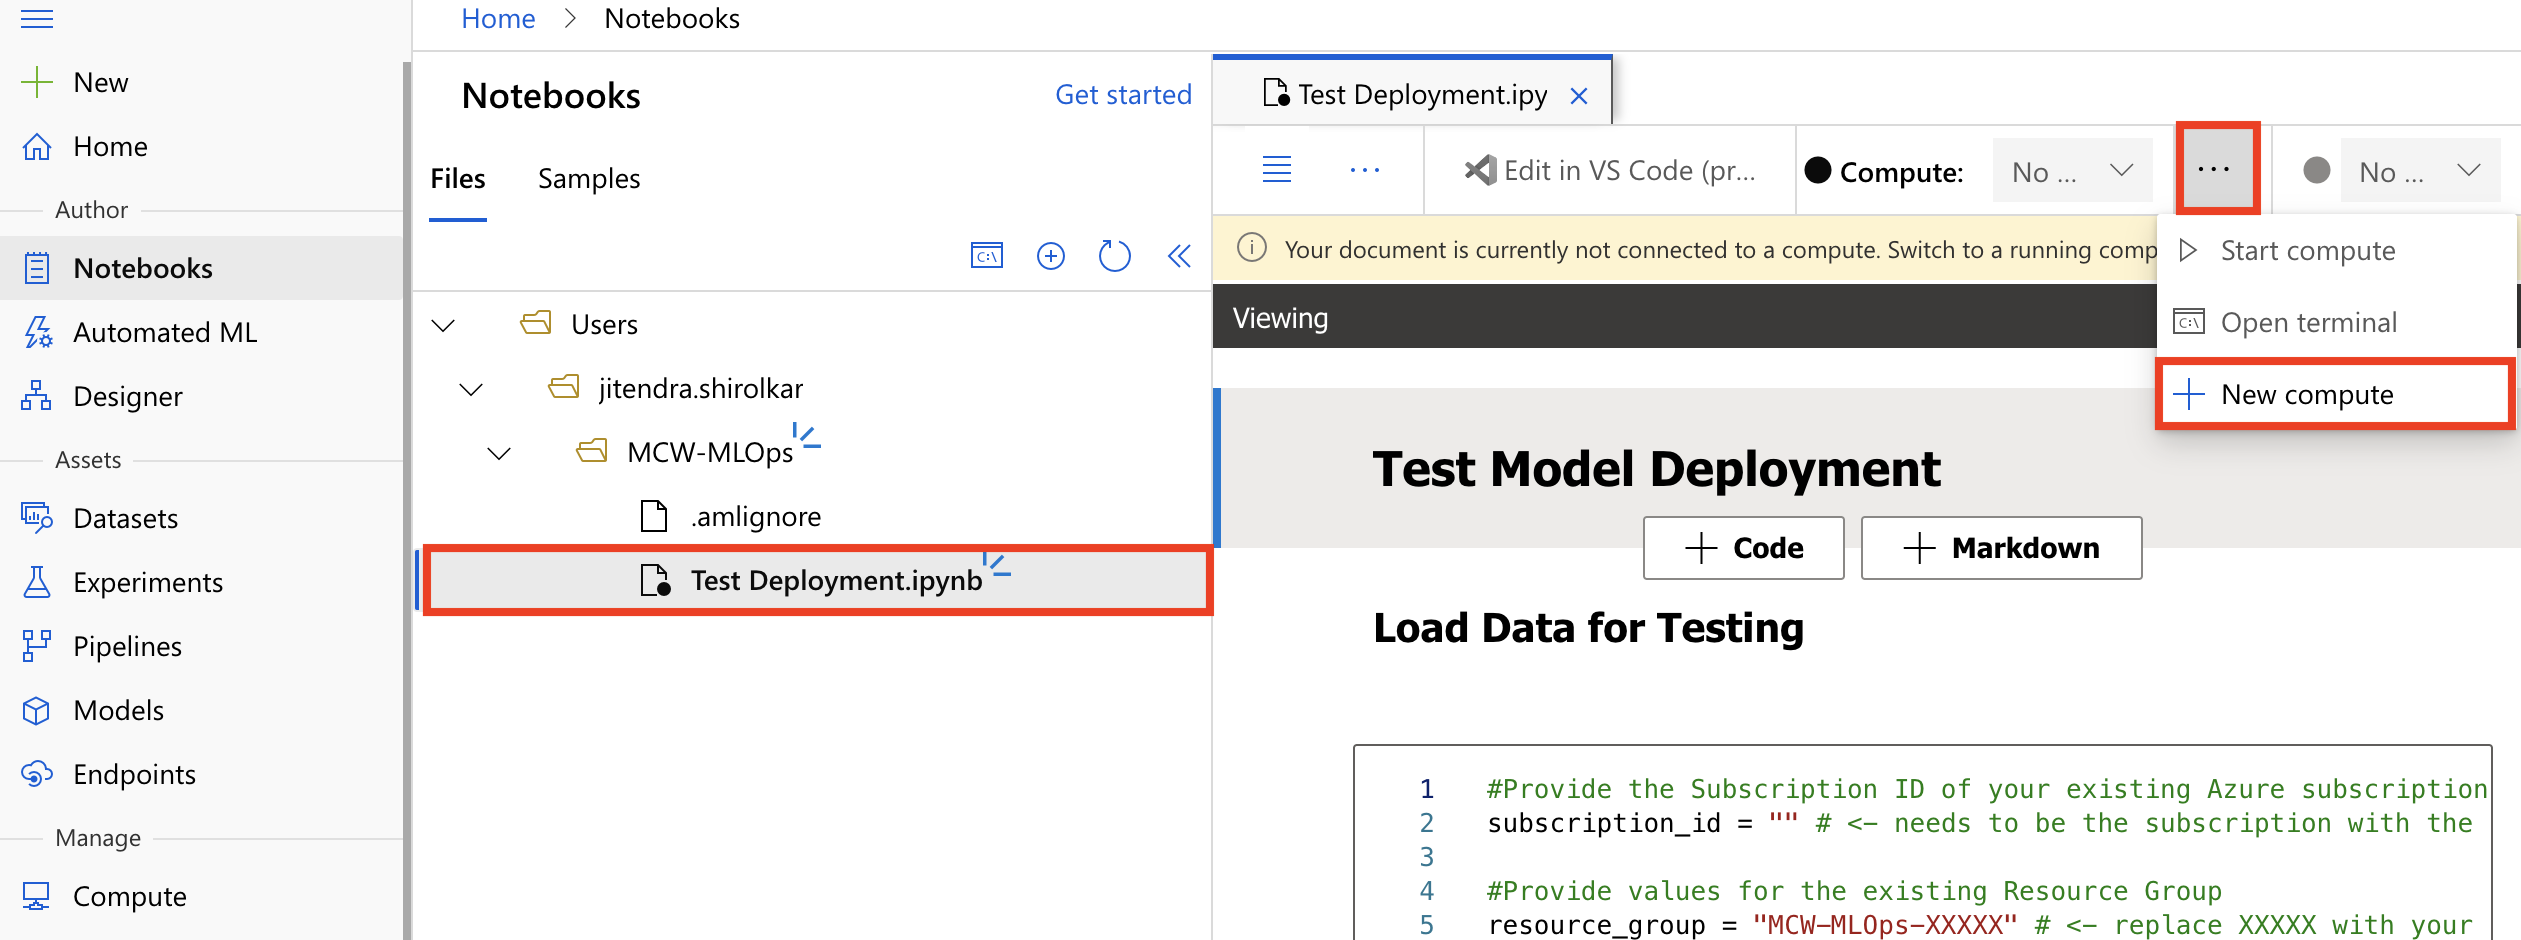 Home > Notebooks
New
Home
Author
Notebooks
Automated ML
Designer
Assets
Datasets
Experiments
Pipelines
Models
Endpoints
Manage
Compute
Notebooks
Get started
Files
Samples
Users
jitendra.shirolkar
MCW-MLOps
.amlignore
Test Deployment.ipynb
Test Deployment.ipy
Edit in VS Code (pr...
Compute:
No ...
...
No ...
Your document is currently not connected to a compute. Switch to a running comp
Start compute
Open terminal
New compute
Viewing
Test Model Deployment
Code
Markdown
Load Data for Testing
1 #Provide the Subscription ID of your existing Azure subscription
2 subscription_id = "" # <- needs to be the subscription with the
3
4 #Provide values for the existing Resource Group
5 resource_group = "MCW-MLOps-XXXXX" # <- replace XXXXX with your